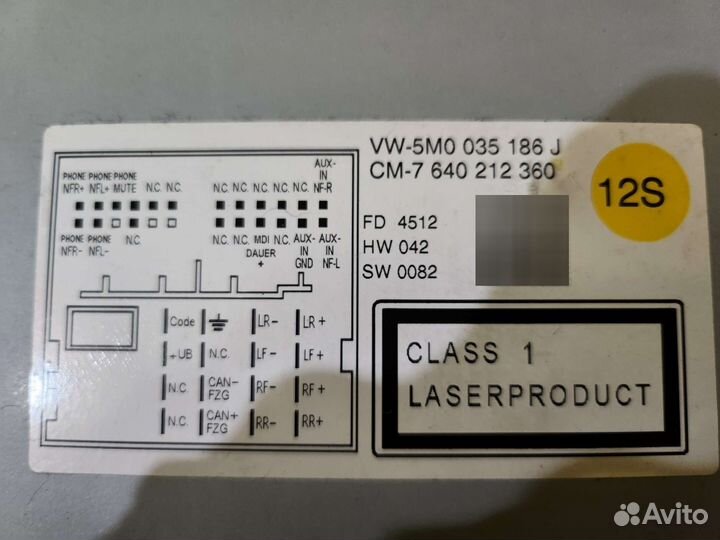 VW-5M0 035 186 J
CM-7 640 212 360
12S
FD 4512
HW 042
SW 0082
CLASS 1
LASERPRODUCT
PHONE PHONE PHONE AUX-
NFR+ NFL+ MUTE N.C. N.C. N.C. N.C. N.C. N.C. IN
NF-R
PHONE PHONE N.C. N.C. N.C. MDI N.C. AUX- AUX-
NFR- NFL- DAUER IN IN
+ GND NF-L
Code LR- LR+
+UB N.C. LF- LF+
N.C. CAN- RF- RF+
FZG
N.C. CAN+ RR- RR+
FZG
Avito